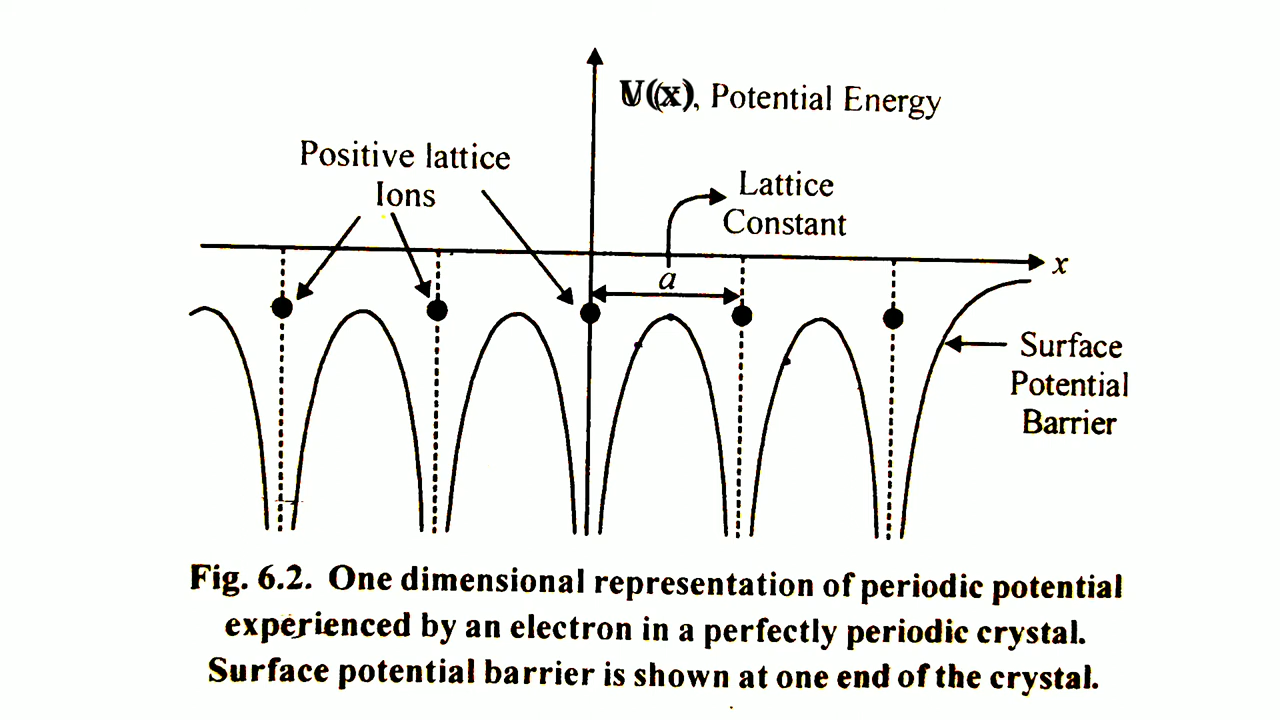 V(x), Potential Energy
Positive lattice
Ions
Lattice
Constant
x
a
Surface
Potential
Barrier
Fig. 6.2. One dimensional representation of periodic potential
experienced by an electron in a perfectly periodic crystal.
Surface potential barrier is shown at one end of the crystal.